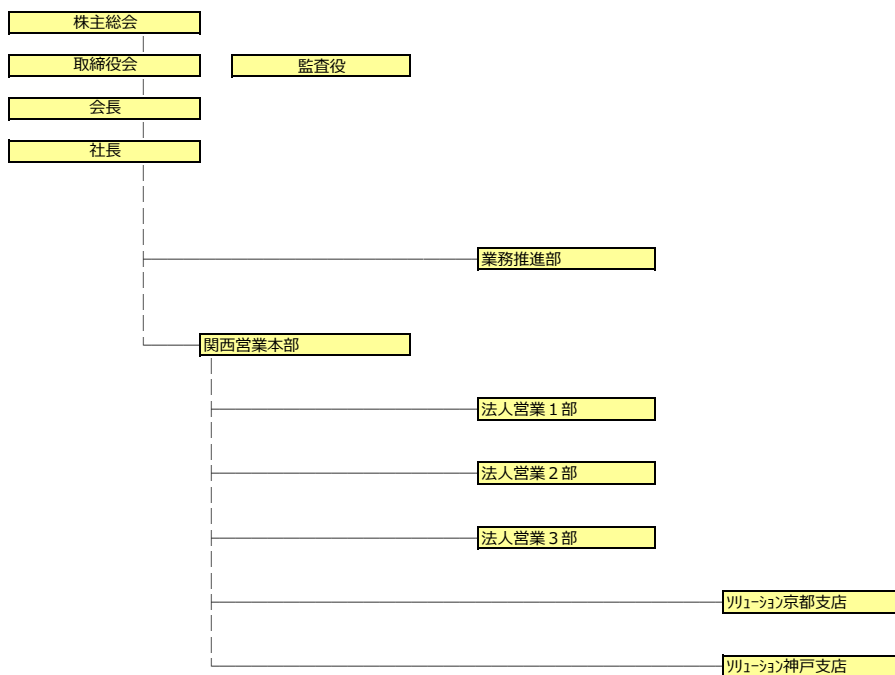 株主総会
取締役会
監査役
会長
社長
業務推進部
関西営業本部
法人営業１部
法人営業２部
法人営業３部
ｿﾘｭｰｼｮﾝ京都支店
ｿﾘｭｰｼｮﾝ神戸支店